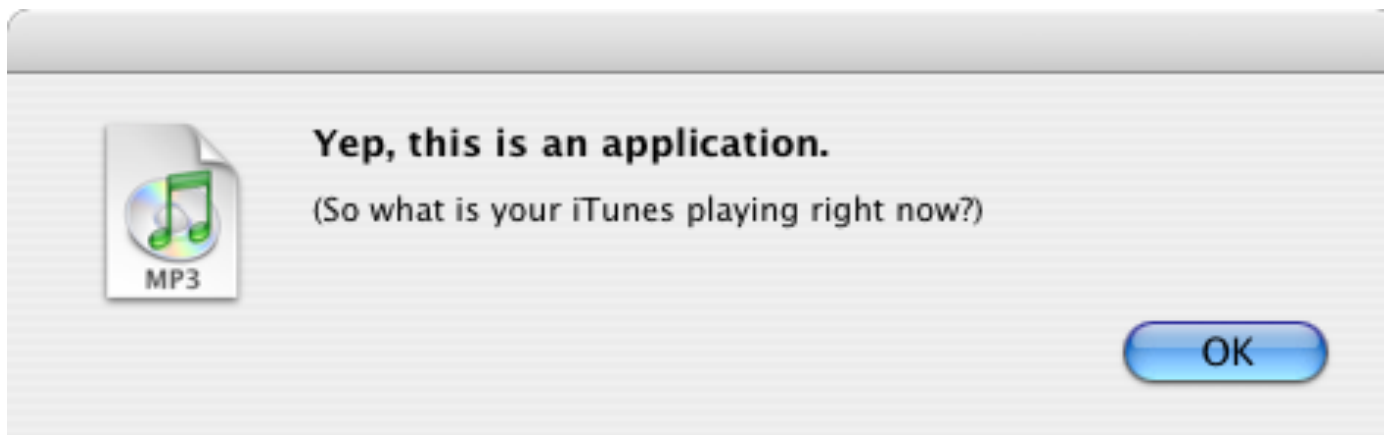 Yep, this is an application.
(So what is your iTunes playing right now?)
MP3
OK